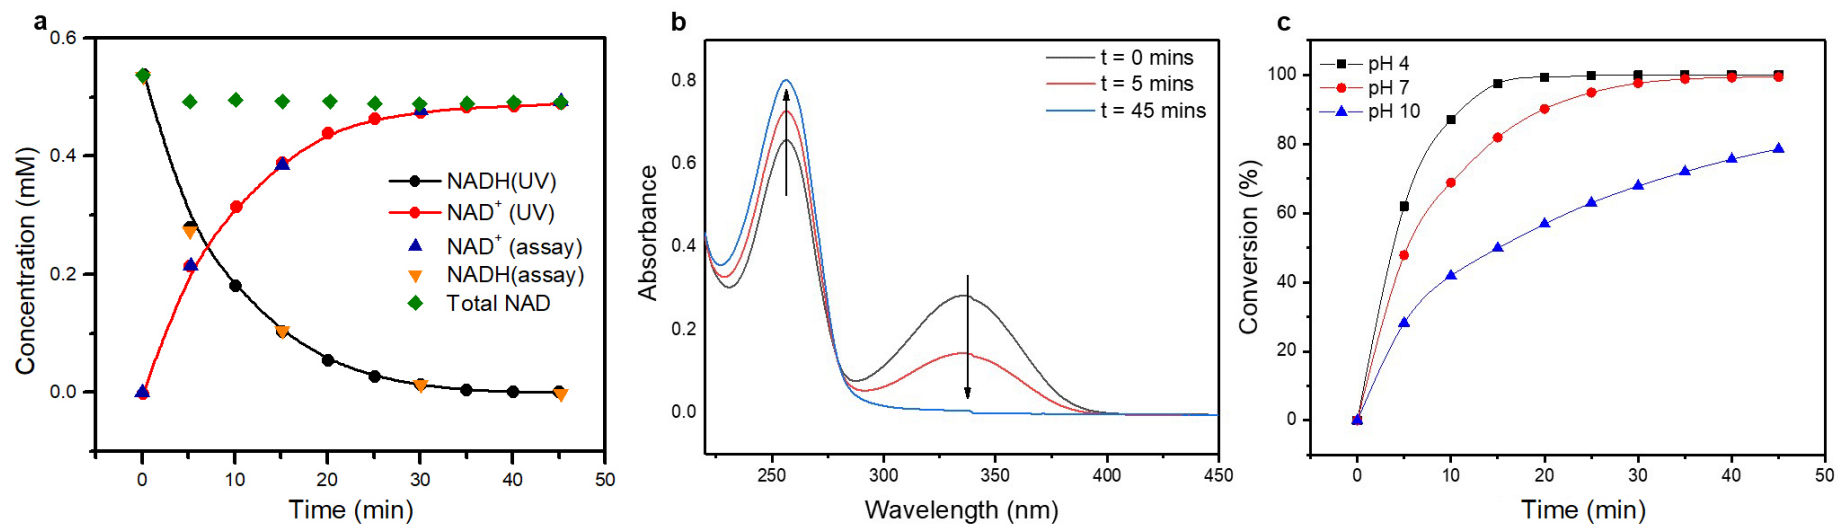 a
0.6
0.4
0.2
0.0
Concentration (mM)
NADH(UV)
NAD⁺ (UV)
NAD⁺ (assay)
NADH(assay)
Total NAD
0 10 20 30 40 50
Time (min)
b
0.8
0.6
0.4
0.2
0.0
Absorbance
t = 0 mins
t = 5 mins
t = 45 mins
250 300 350 400 450
Wavelength (nm)
c
100
80
60
40
20
0
Conversion (%)
pH 4
pH 7
pH 10
0 10 20 30 40 50
Time (min)